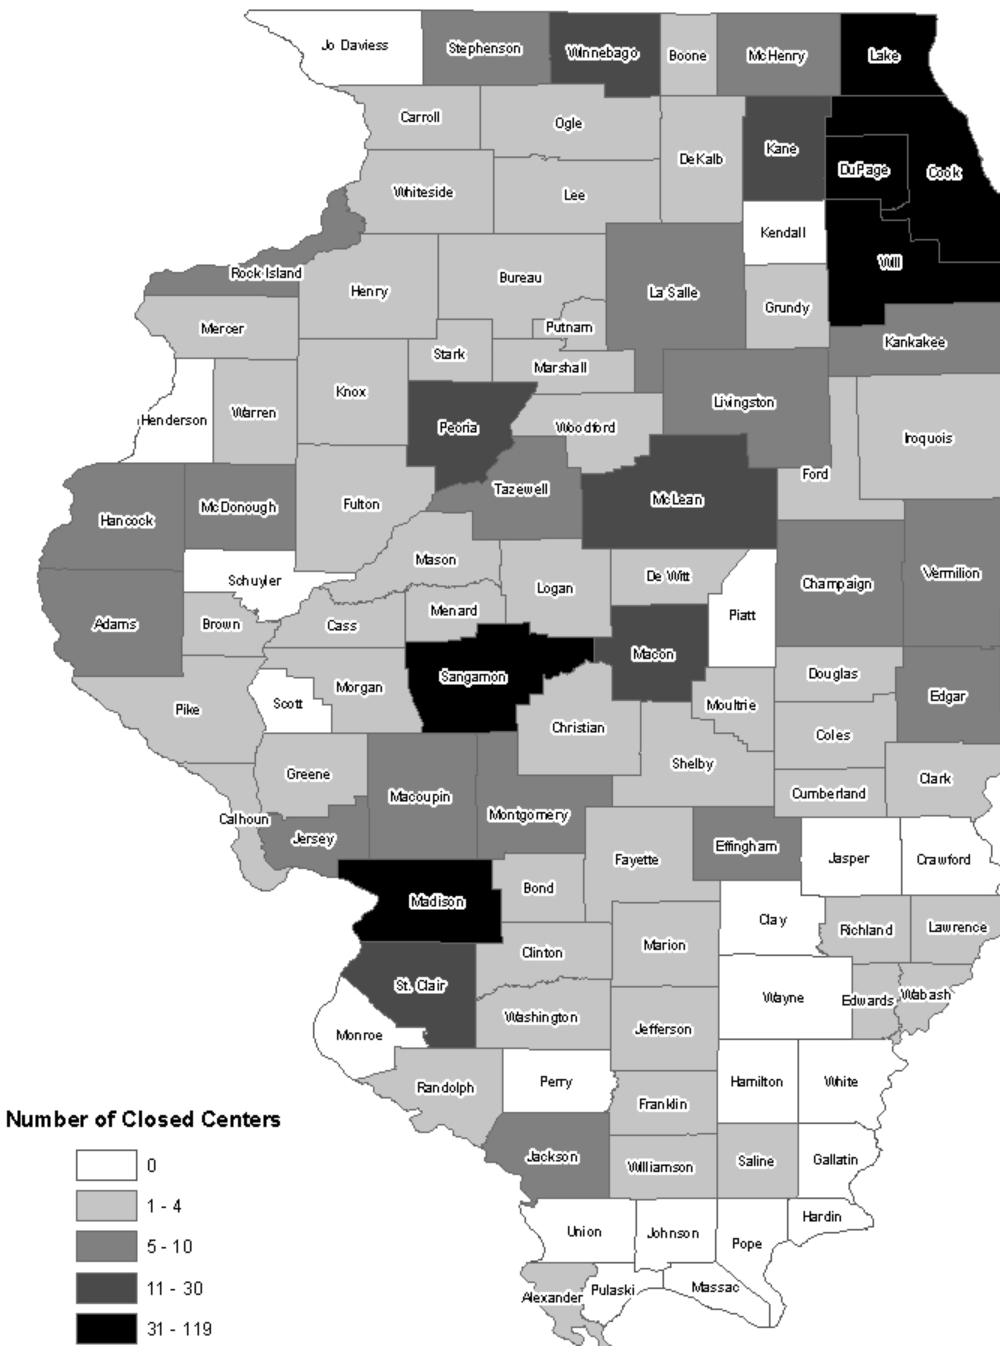 Jo Daviess
Stephenson
Winnebago
Boone
McHenry
Lake
Carroll
Ogle
DeKalb
Kane
DuPage
Cook
Whiteside
Lee
Kendall
Will
Rock Island
Henry
Bureau
La Salle
Grundy
Mercer
Putnam
Kankakee
Stark
Marshall
Knox
Henderson
Warren
Peoria
Woodford
Livingston
Iroquois
Ford
Hancock
McDonough
Fulton
Tazewell
McLean
Schuyler
Mason
Logan
De Witt
Champaign
Vermilion
Adams
Brown
Cass
Menard
Piatt
Macon
Sangamon
Douglas
Edgar
Pike
Scott
Morgan
Christian
Moultrie
Coles
Greene
Shelby
Macoupin
Montgomery
Cumberland
Clark
Calhoun
Jersey
Effingham
Fayette
Jasper
Crawford
Madison
Bond
Clay
Richland
Lawrence
Clinton
Marion
St. Clair
Wayne
Edwards
Wabash
Washington
Jefferson
Monroe
Randolph
Perry
Hamilton
White
Franklin
Jackson
Williamson
Saline
Gallatin
Union
Johnson
Pope
Hardin
Alexander
Pulaski
Massac
Number of Closed Centers
0
1 - 4
5 - 10
11 - 30
31 - 119